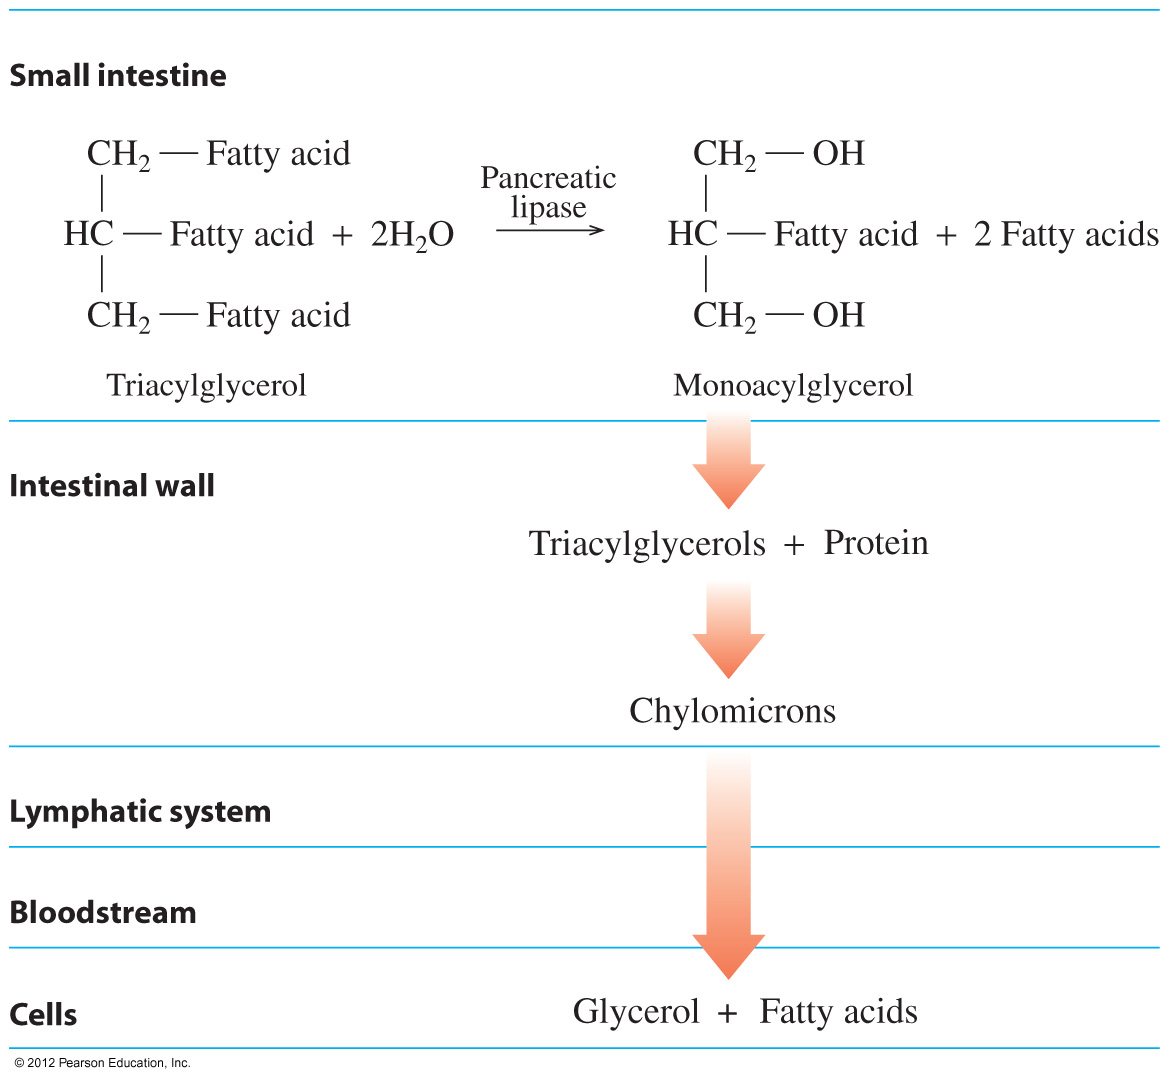 Small intestine
CH₂ — Fatty acid
Pancreatic
lipase
CH₂ — OH
HC — Fatty acid + 2H₂O
HC — Fatty acid + 2 Fatty acids
CH₂ — Fatty acid
CH₂ — OH
Triacylglycerol
Monoacylglycerol
Intestinal wall
Triacylglycerols + Protein
Chylomicrons
Lymphatic system
Bloodstream
Cells
Glycerol + Fatty acids
© 2012 Pearson Education, Inc.